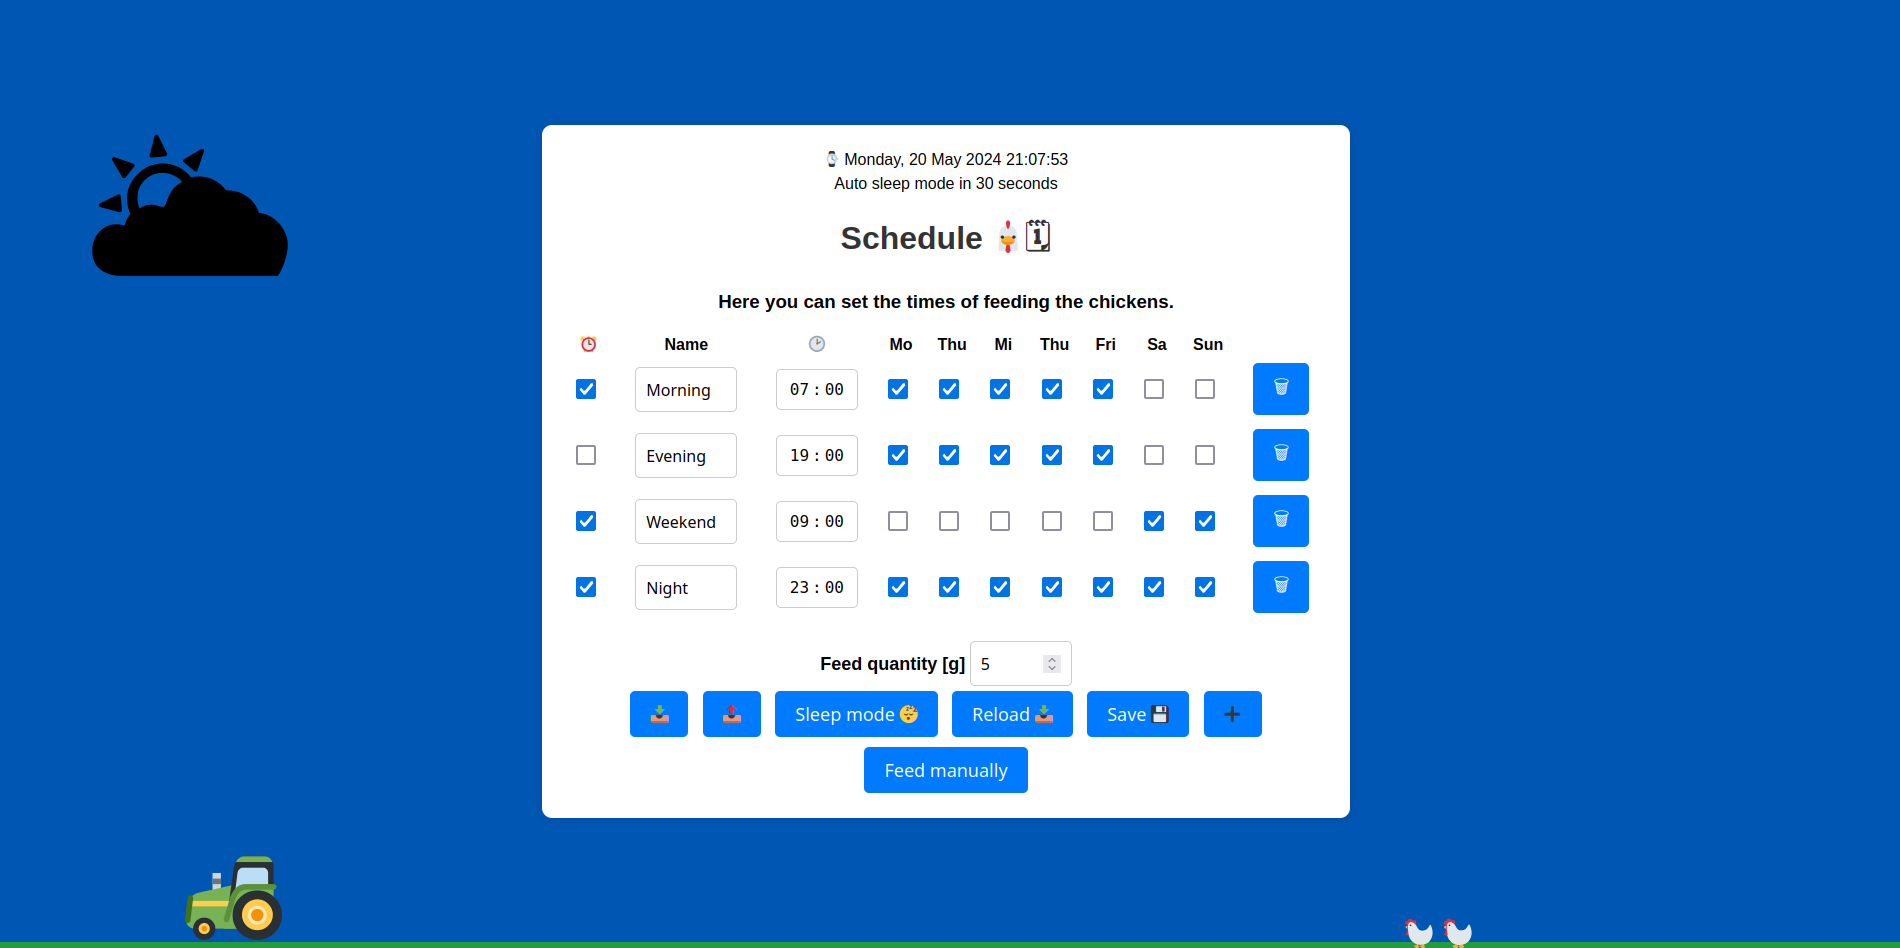 Monday, 20 May 2024 21:07:53
Auto sleep mode in 30 seconds
Schedule
Here you can set the times of feeding the chickens.
Name Mo Thu Mi Thu Fri Sa Sun
Morning 07:00
Evening 19:00
Weekend 09:00
Night 23:00
Feed quantity [g] 5
Sleep mode Reload Save
Feed manually